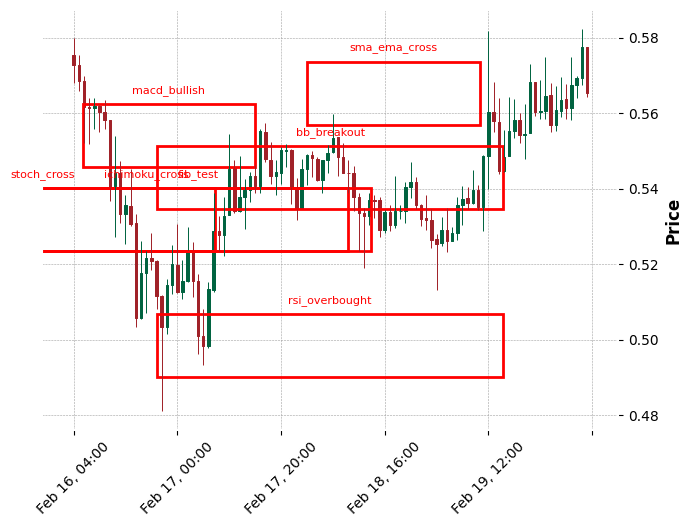 sma_ema_cross
macd_bullish
bb_breakout
stoch_cross
ichimoku_cross
fib_test
rsi_overbought
0.58
0.56
0.54
0.52
0.50
0.48
Price
Feb 16, 04:00
Feb 17, 00:00
Feb 17, 20:00
Feb 18, 16:00
Feb 19, 12:00